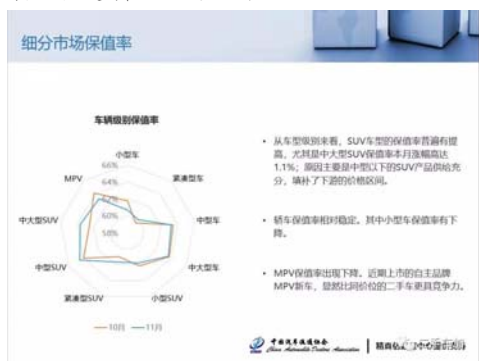 细分市场保值率
车辆级别保值率
小型车
66%
紧凑型车
64%
MPV
62%
60%
中大型SUV
中型车
58%
中型SUV
中大型车
紧凑型SUV
小型SUV
10月
11月
• 从车型级别来看，SUV车型的保值率普遍有提
高，尤其是中大型SUV保值率本月涨幅高达
1.1%；原因主要是中型以下的SUV产品供给充
分，填补了下游的价格区间。
• 轿车保值率相对稳定。其中小型车保值率有下
降。
• MPV保值率出现下降。近期上市的自主品牌
MPV新车，显然比同价位的二手车更具竞争力。
中国汽车流通协会
China Automobile Dealers Association
精真估
中心提供支持